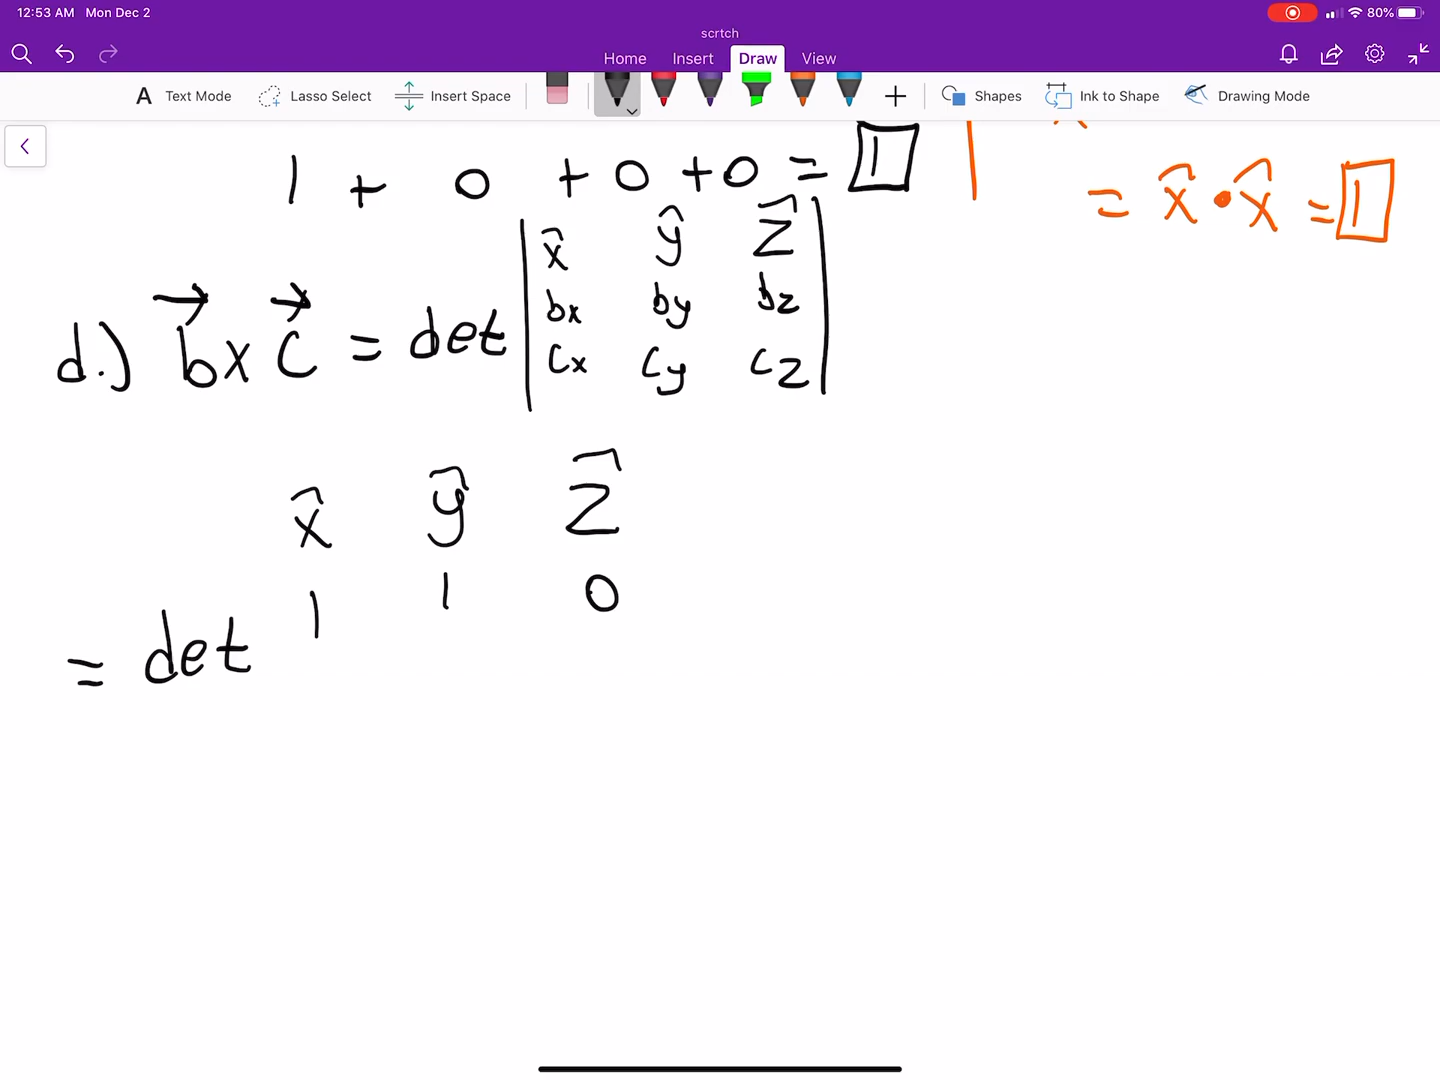 12:53 AM Mon Dec 2 80%
scrtch
Home Insert Draw View
A Text Mode Lasso Select Insert Space Shapes Ink to Shape Drawing Mode
1 + 0 + 0 + 0 = 1
= x̂ • x̂ = 1
x̂ ŷ ẑ
bx by bz
d.) b⃗ x c⃗ = det
cx cy cz
x̂ ŷ ẑ
1 1 0
= det